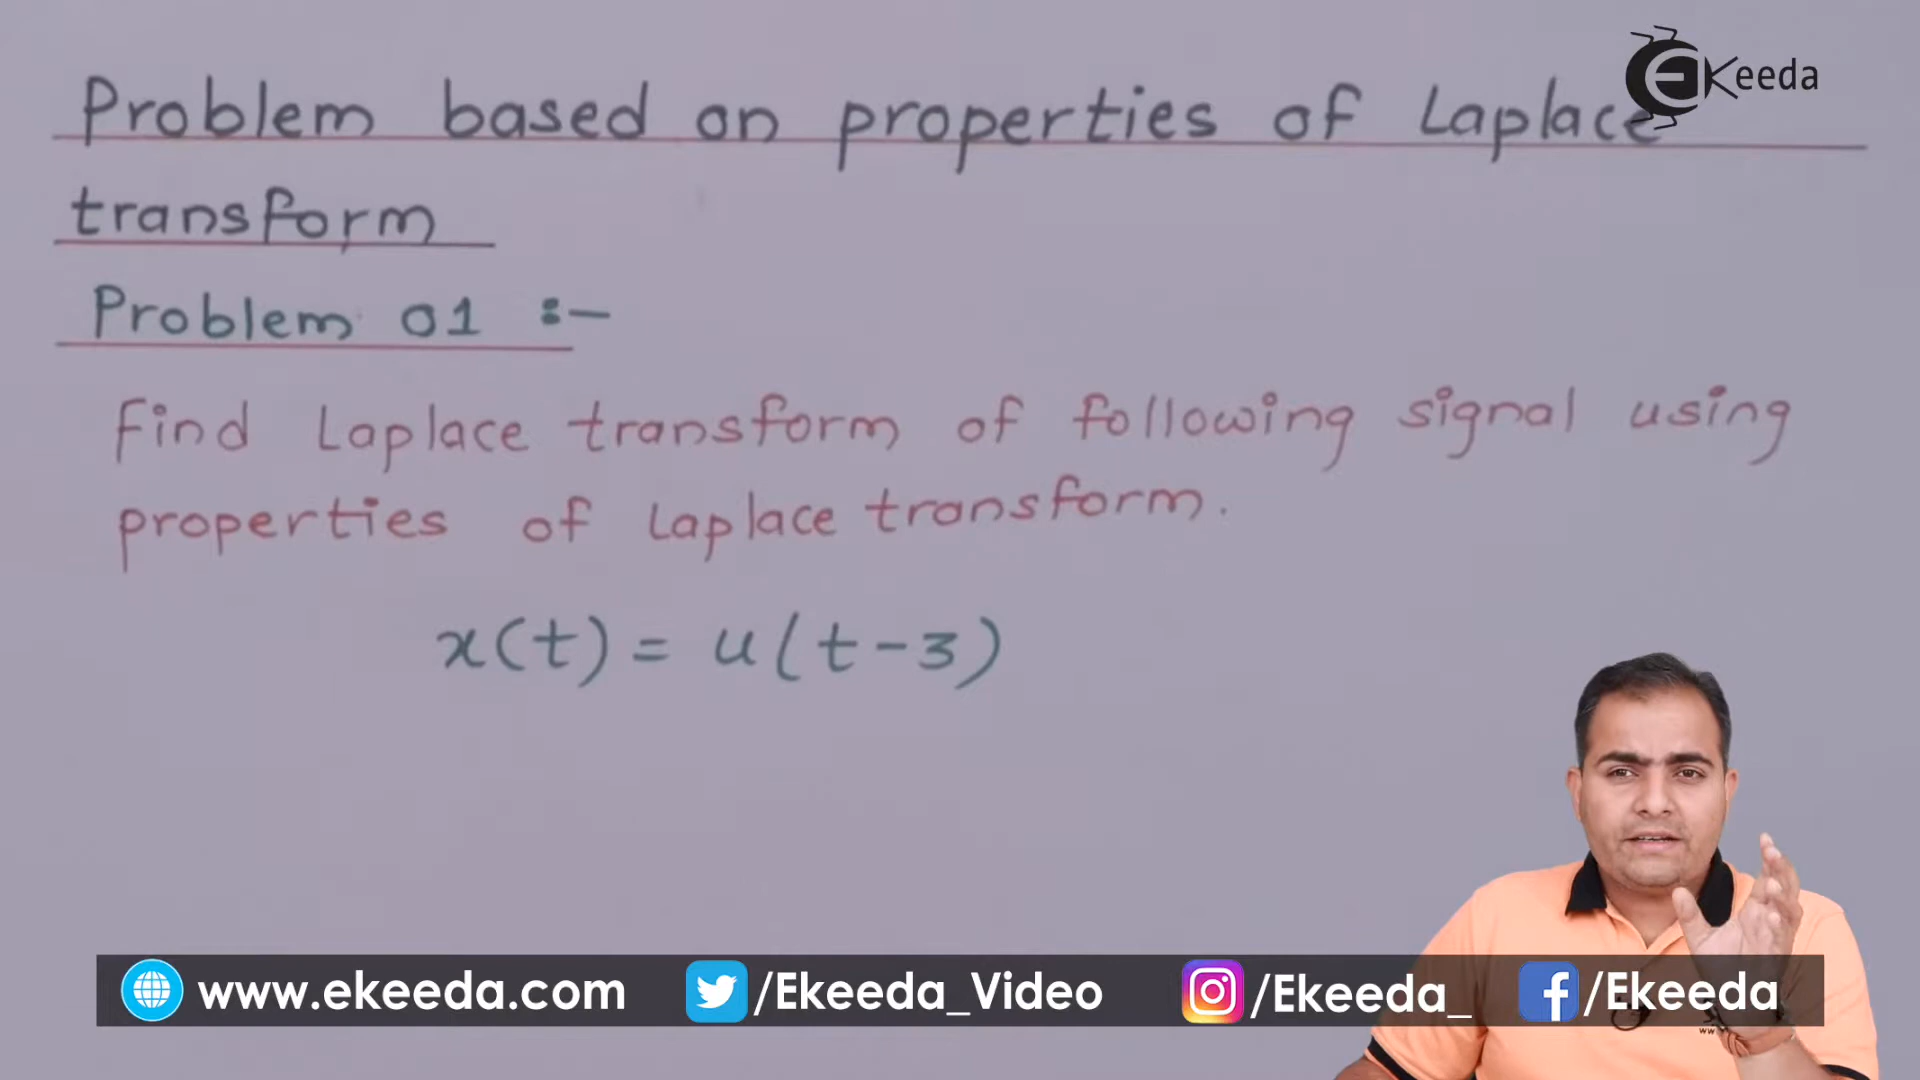 Ekeeda
Problem based on properties of Laplace
transform
Problem 01 :-
Find Laplace transform of following signal using
properties of Laplace transform.
x(t) = u(t-3)
www.ekeeda.com /Ekeeda_Video /Ekeeda_ /Ekeeda